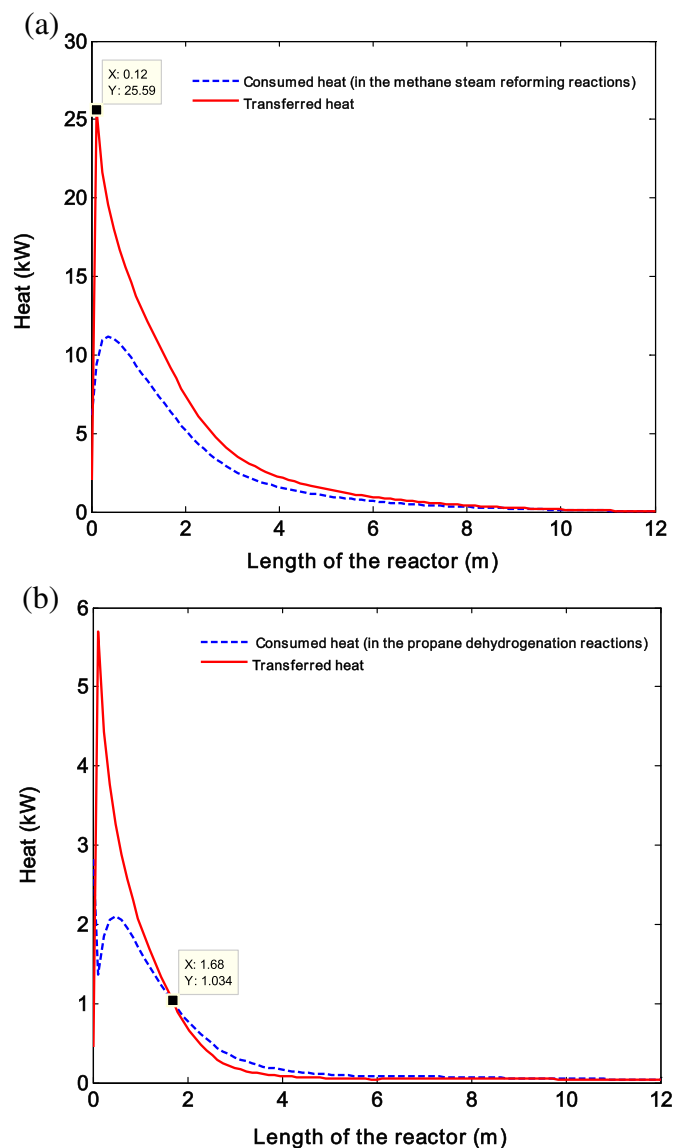 (a)
30
X: 0.12
Y: 25.59
Consumed heat (in the methane steam reforming reactions)
Transferred heat
25
20
15
10
5
0
Heat (kW)
0 2 4 6 8 10 12
Length of the reactor (m)
(b)
6
Consumed heat (in the propane dehydrogenation reactions)
Transferred heat
5
4
3
2
X: 1.68
Y: 1.034
1
0
Heat (kW)
0 2 4 6 8 10 12
Length of the reactor (m)